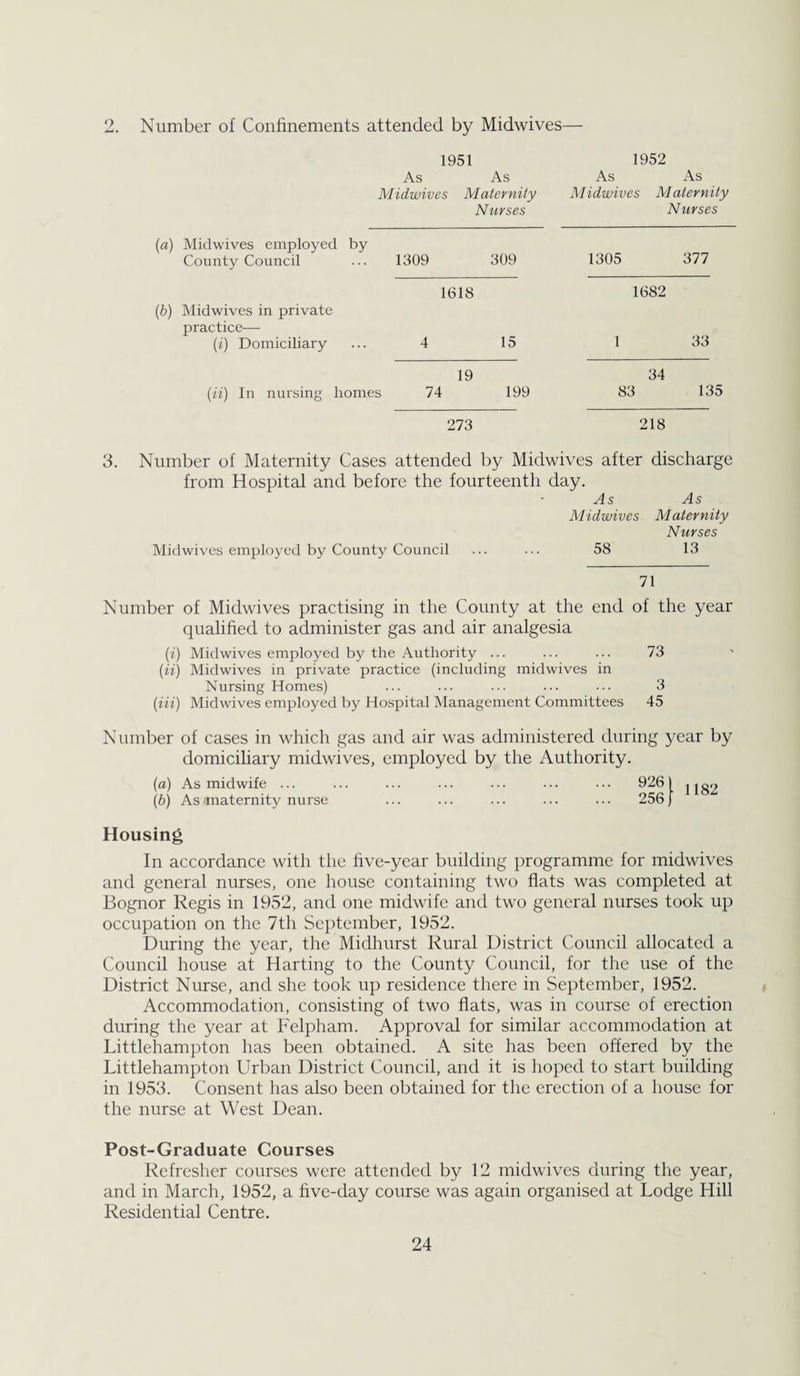 2. Number of Confinements attended by Midwives—
1951 1952
As As As As
Midwives Maternity Midwives Maternity
Nurses Nurses
(a) Midwives employed by
County Council ... 1309 309 1305 377
1618 1682
(b) Midwives in private
practice—
(i) Domiciliary ... 4 15 1 33
19 34
(ii) In nursing homes 74 199 83 135
273 218
3. Number of Maternity Cases attended by Midwives after discharge
from Hospital and before the fourteenth day.
As As
Midwives Maternity
Nurses
Midwives employed by County Council ... ... 58 13
71
Number of Midwives practising in the County at the end of the year
qualified to administer gas and air analgesia
(i) Midwives employed by the Authority ... ... ... 73
(ii) Midwives in private practice (including midwives in
Nursing Homes) ... ... ... ... ... 3
(iii) Midwives employed by Hospital Management Committees 45
Number of cases in which gas and air was administered during year by
domiciliary midwives, employed by the Authority.
(a) As midwife ... ... ... ... ... ... ... 926 } 1182
(b) As maternity nurse ... ... ... ... ... 256 }
Housing
In accordance with the five-year building programme for midwives
and general nurses, one house containing two flats was completed at
Bognor Regis in 1952, and one midwife and two general nurses took up
occupation on the 7th September, 1952.
During the year, the Midhurst Rural District Council allocated a
Council house at Harting to the County Council, for the use of the
District Nurse, and she took up residence there in September, 1952.
Accommodation, consisting of two flats, was in course of erection
during the year at Felpham. Approval for similar accommodation at
Littlehampton has been obtained. A site has been offered by the
Littlehampton Urban District Council, and it is hoped to start building
in 1953. Consent has also been obtained for the erection of a house for
the nurse at West Dean.
Post-Graduate Courses
Refresher courses were attended by 12 midwives during the year,
and in March, 1952, a five-day course was again organised at Lodge Hill
Residential Centre.
24